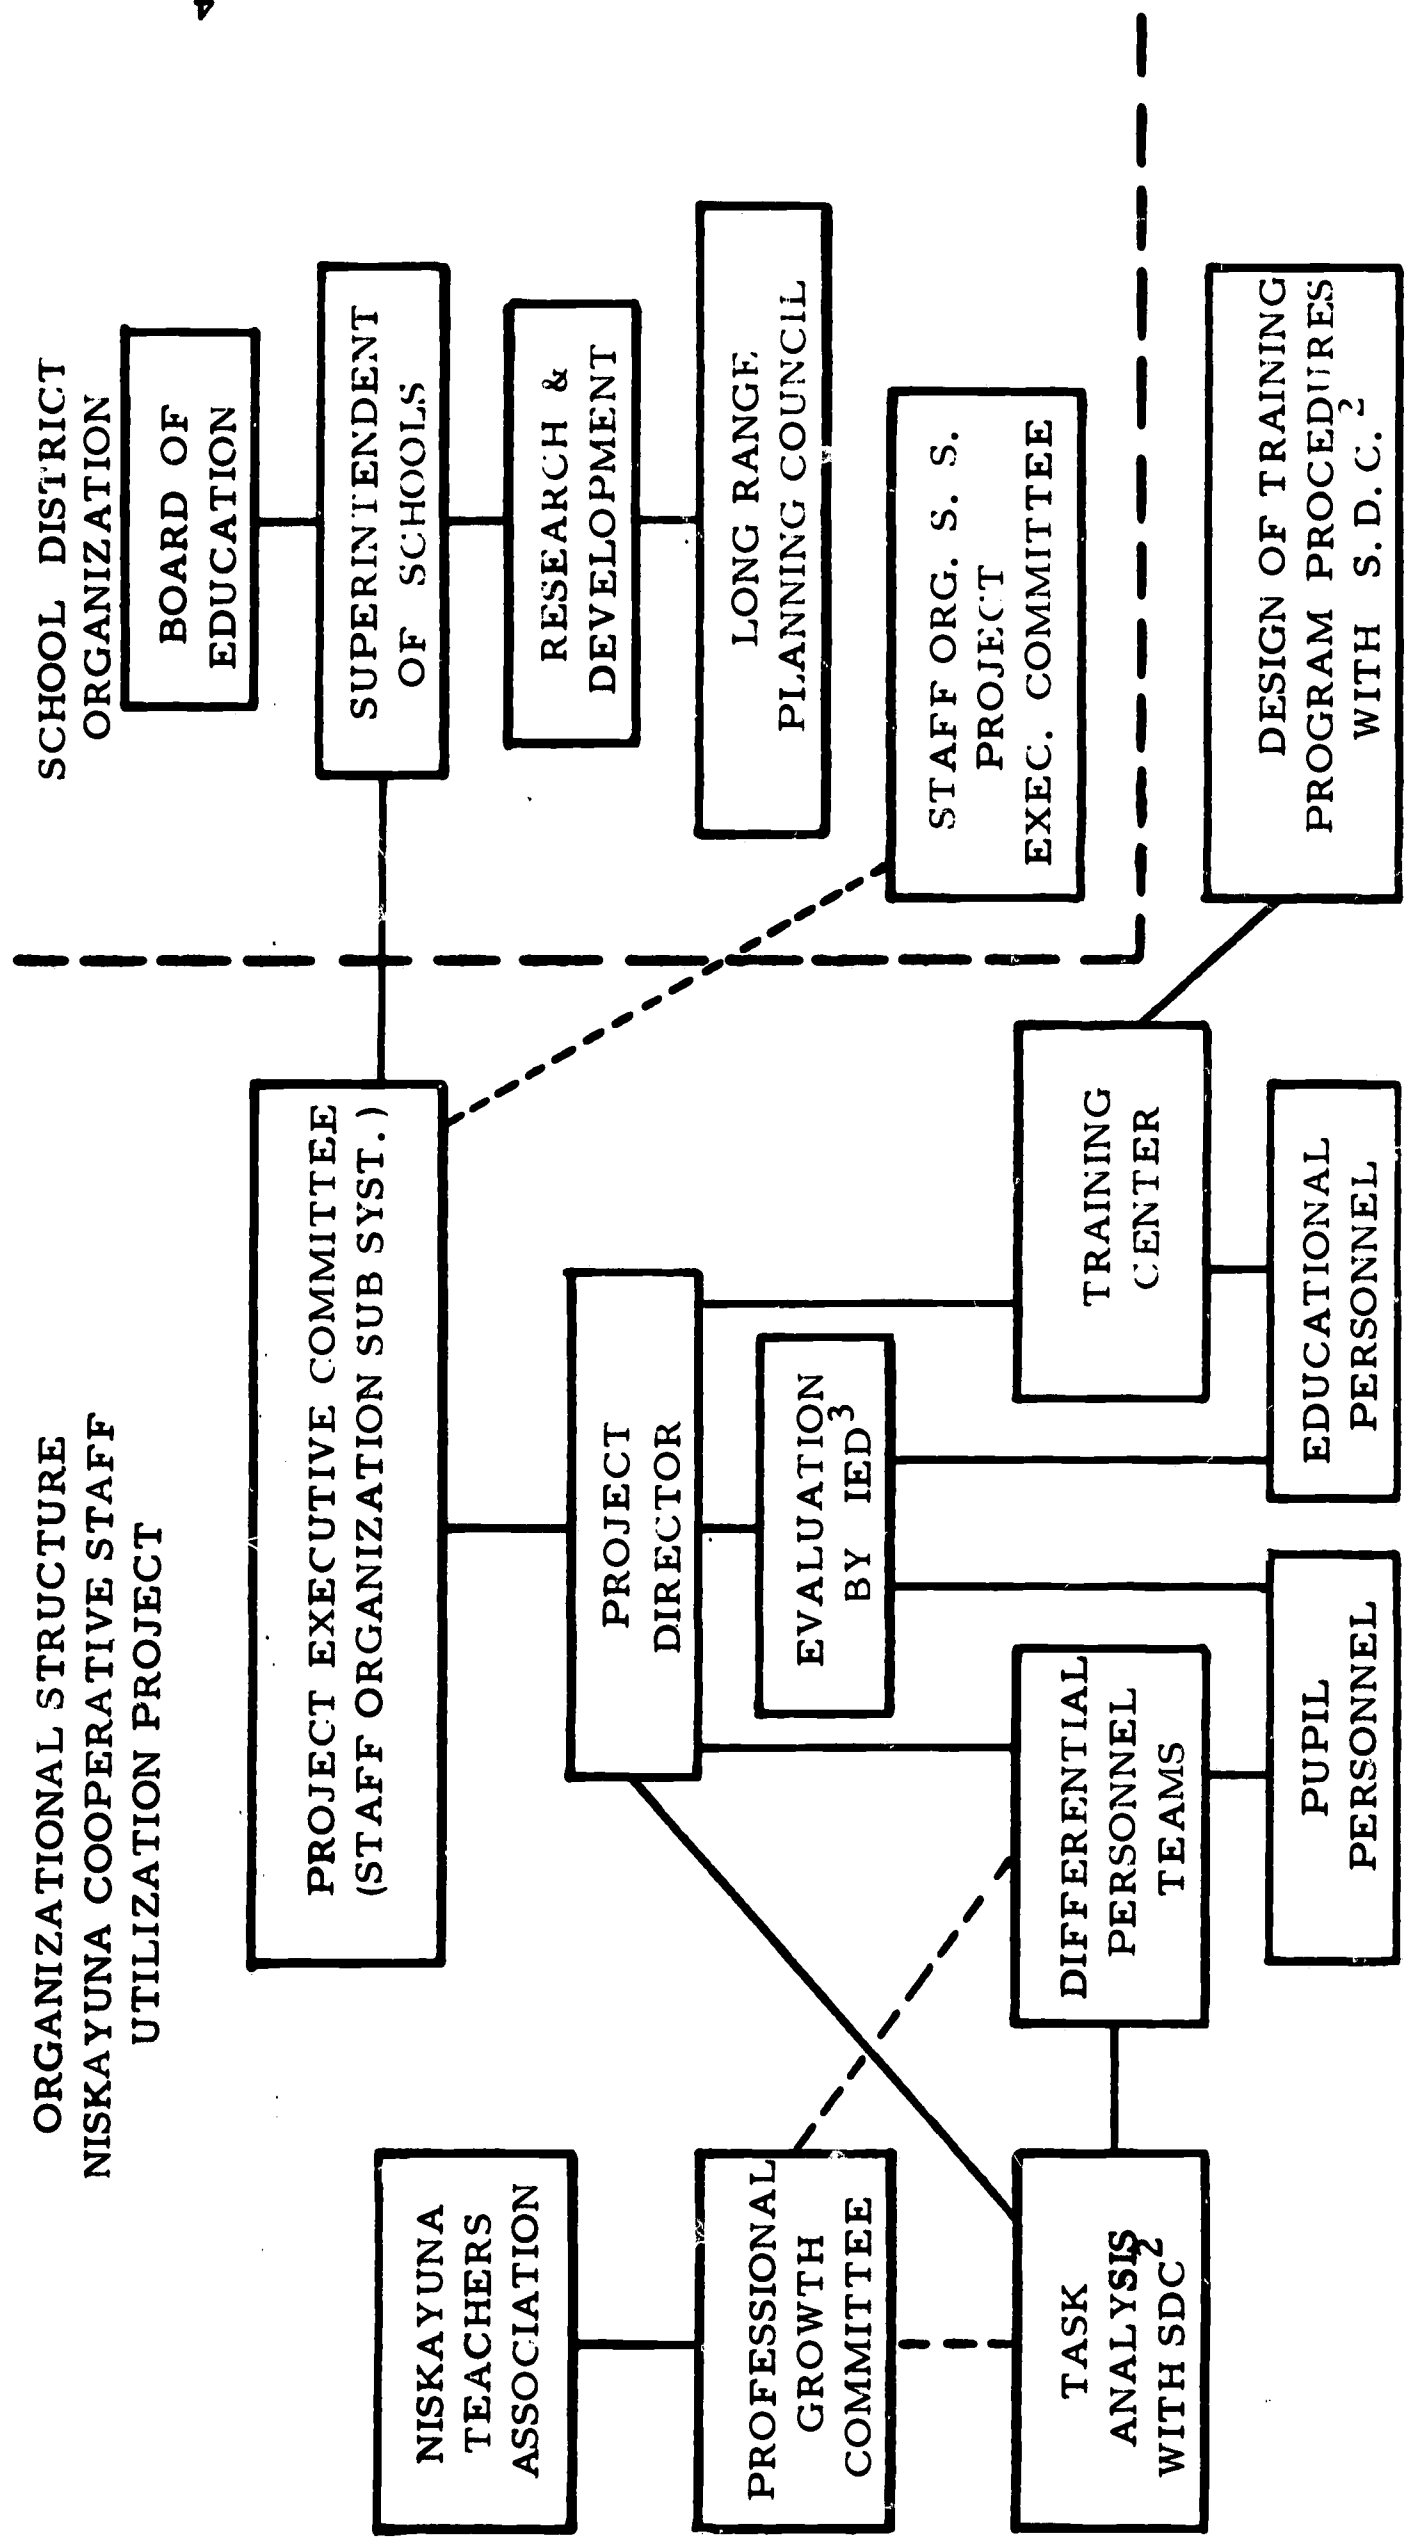 ORGANIZATIONAL STRUCTURE
NISKAYUNA COOPERATIVE STAFF
UTILIZATION PROJECT
SCHOOL DISTRICT
ORGANIZATION
BOARD OF
EDUCATION
SUPERINTENDENT
OF SCHOOLS
RESEARCH &
DEVELOPMENT
LONG RANGE
PLANNING COUNCIL
STAFF ORG. S. S.
PROJECT
EXEC. COMMITTEE
PROJECT EXECUTIVE COMMITTEE
(STAFF ORGANIZATION SUB SYST.)
PROJECT
DIRECTOR
EVALUATION
BY IED3
NISKAYUNA
TEACHERS
ASSOCIATION
PROFESSIONAL
GROWTH
COMMITTEE
TASK
ANALYSIS
WITH SDC2
DIFFERENTIAL
PERSONNEL
TEAMS
TRAINING
CENTER
DESIGN OF TRAINING
PROGRAM PROCEDURES
WITH S. D. C.2
PUPIL
PERSONNEL
EDUCATIONAL
PERSONNEL
4